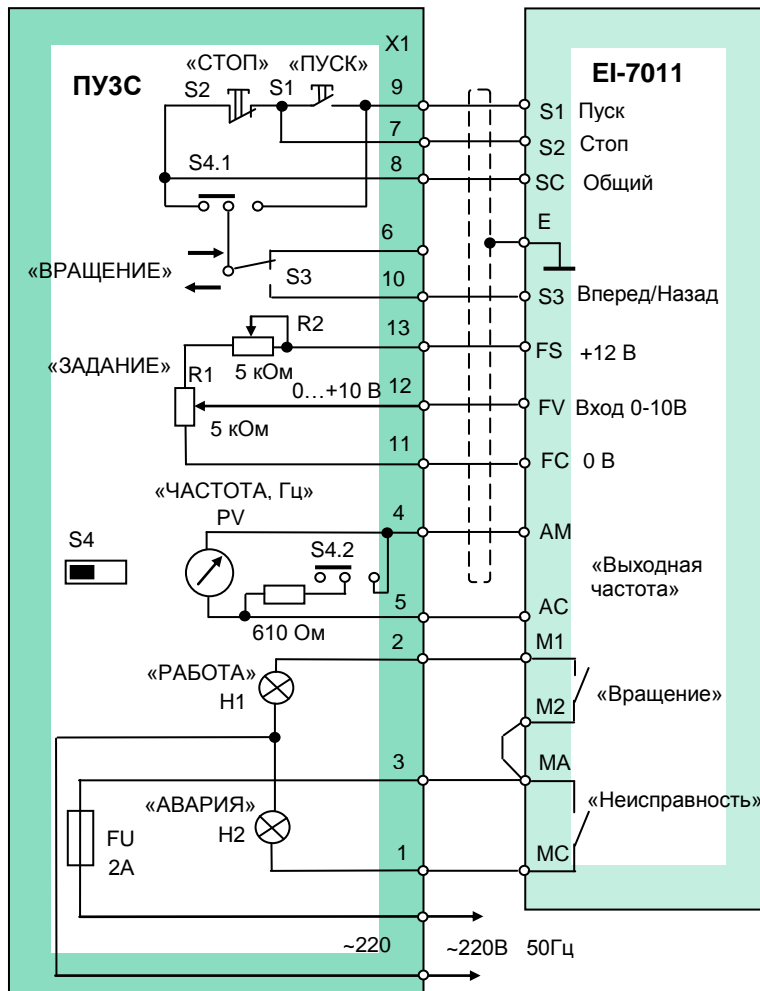 X1
ПУ3С
EI-7011
«СТОП» «ПУСК»
S2 S1
9
S1 Пуск
7
S2 Стоп
8
SC Общий
S4.1
E
6
«ВРАЩЕНИЕ»
S3
10
S3 Вперед/Назад
13
R2
FS +12 В
«ЗАДАНИЕ»
R1
5 кОм
0…+10 В
12
FV Вход 0-10В
5 кОм
11
FC 0 В
«ЧАСТОТА, Гц»
PV
4
AM
S4
S4.2
«Выходная
частота»
5
AC
610 Ом
2
M1
«РАБОТА»
H1
«Вращение»
M2
3
MA
«АВАРИЯ»
H2
«Неисправность»
FU
2А
1
MC
~220
~220В 50Гц